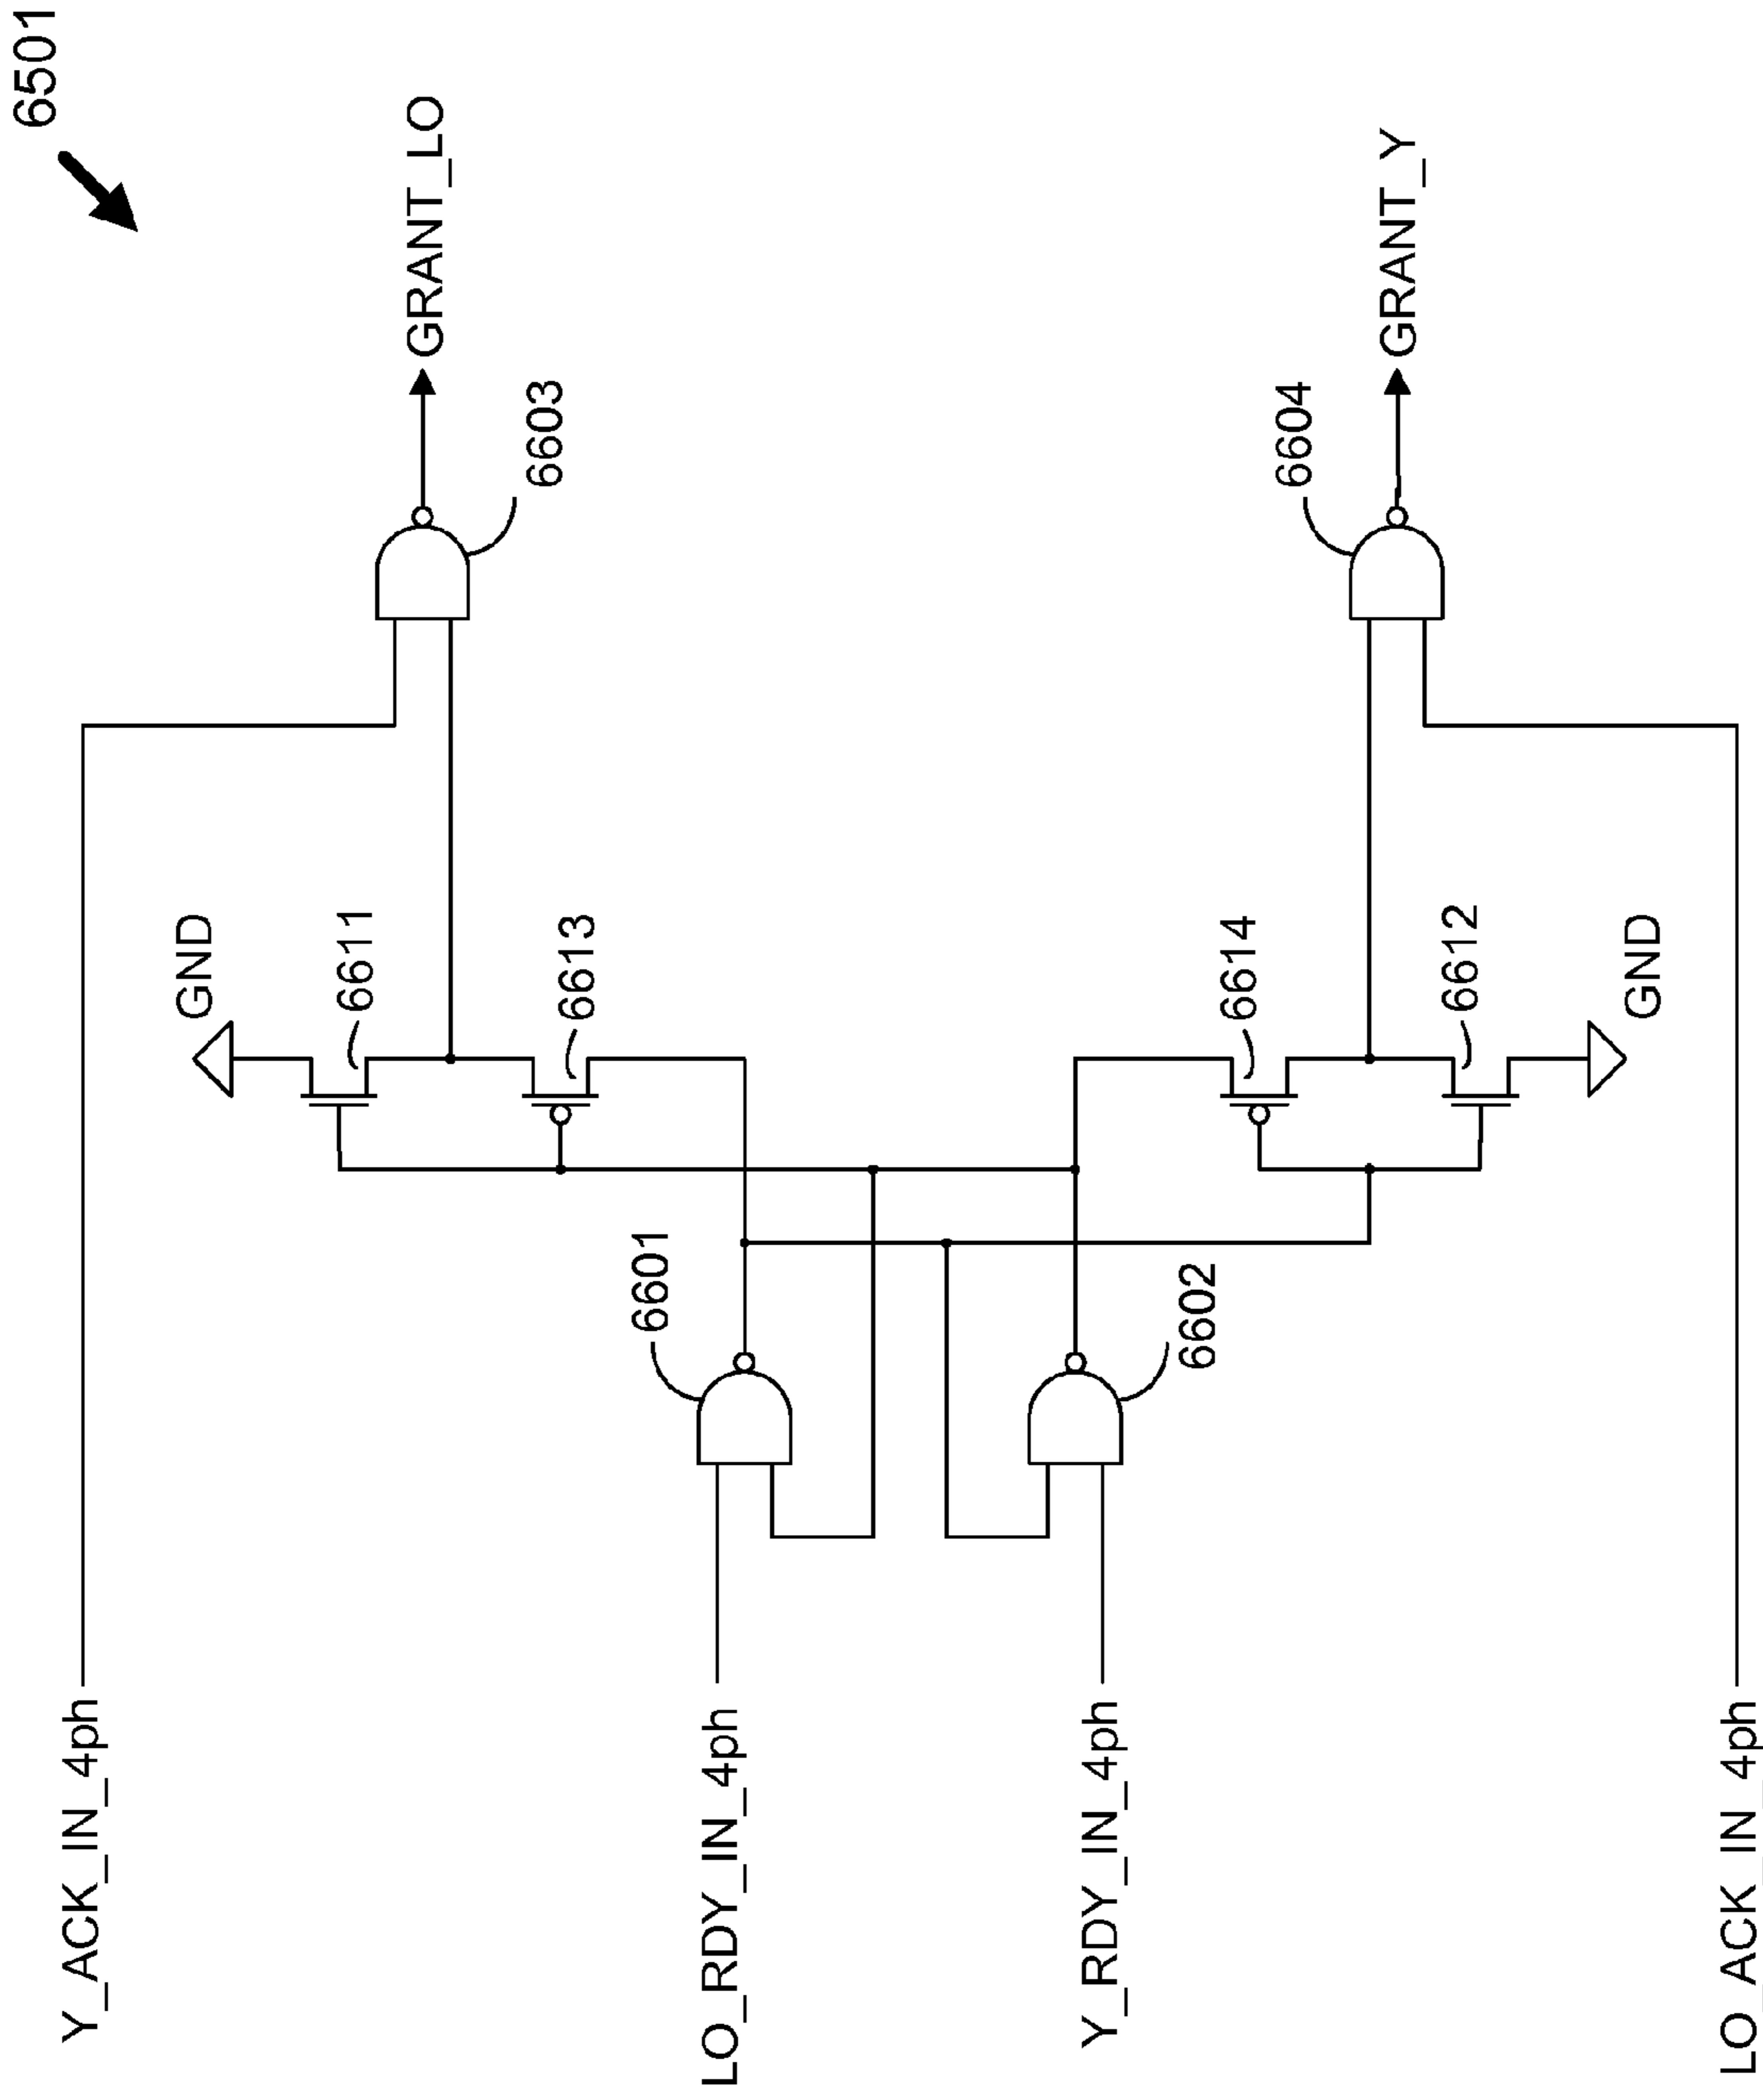 6501
Y_ACK_IN_4ph
GND
6611
6613
6603
GRANT_LO
LO_RDY_IN_4ph
6601
Y_RDY_IN_4ph
6602
6614
6612
GND
6604
GRANT_Y
LO_ACK_IN_4ph